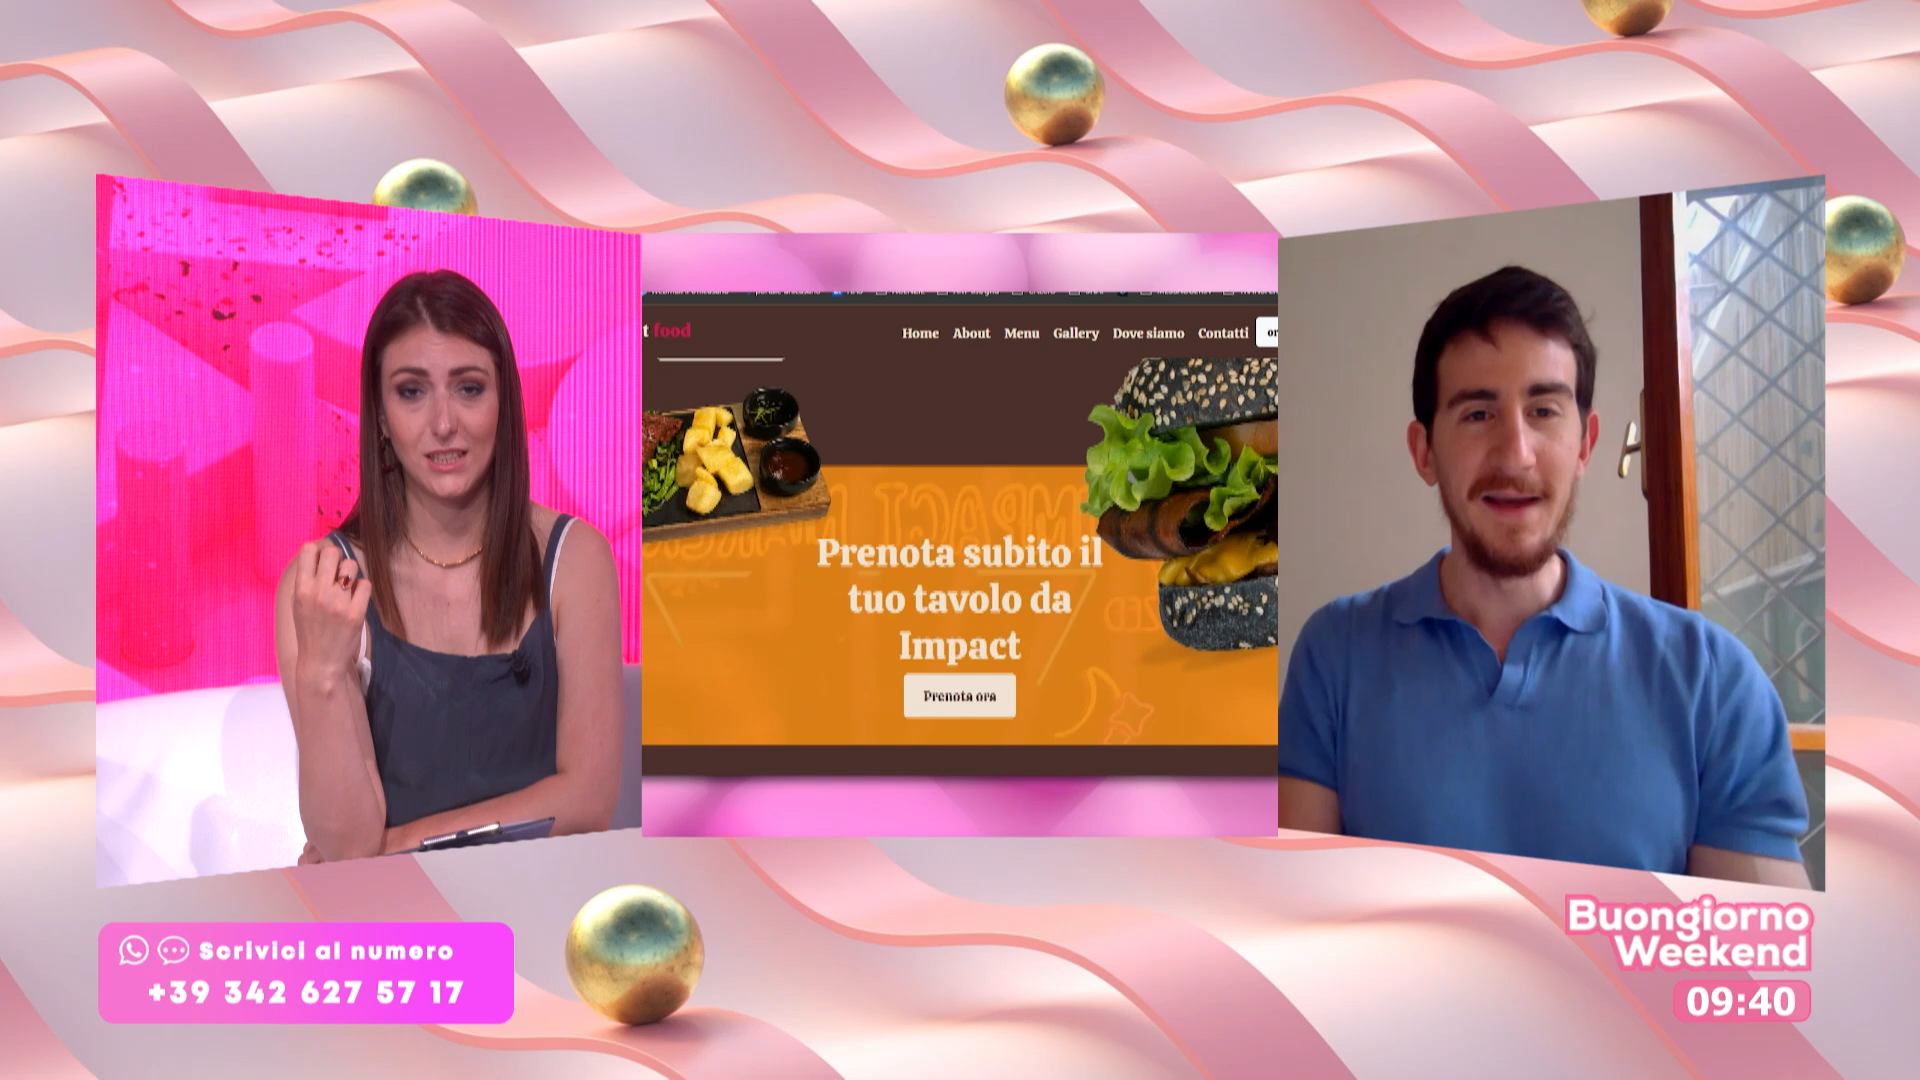 t food
Home About Menu Gallery Dove siamo Contatti
Prenota subito il
tuo tavolo da
Impact
Prenota ora
Scrivici al numero
+39 342 627 57 17
Buongiorno
Weekend
09:40